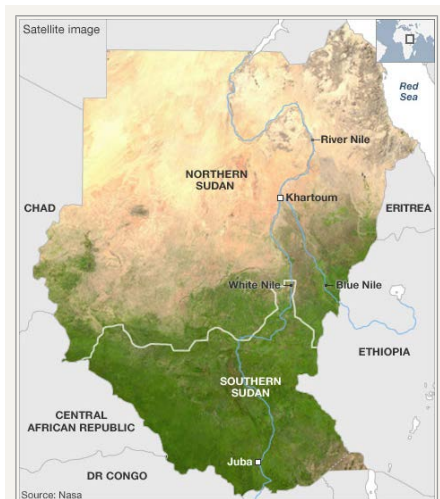 Satellite image
Red
Sea
River Nile
NORTHERN
SUDAN
Khartoum
CHAD
ERITREA
White Nile
Blue Nile
ETHIOPIA
SOUTHERN
SUDAN
CENTRAL
AFRICAN REPUBLIC
Juba
DR CONGO
Source: Nasa